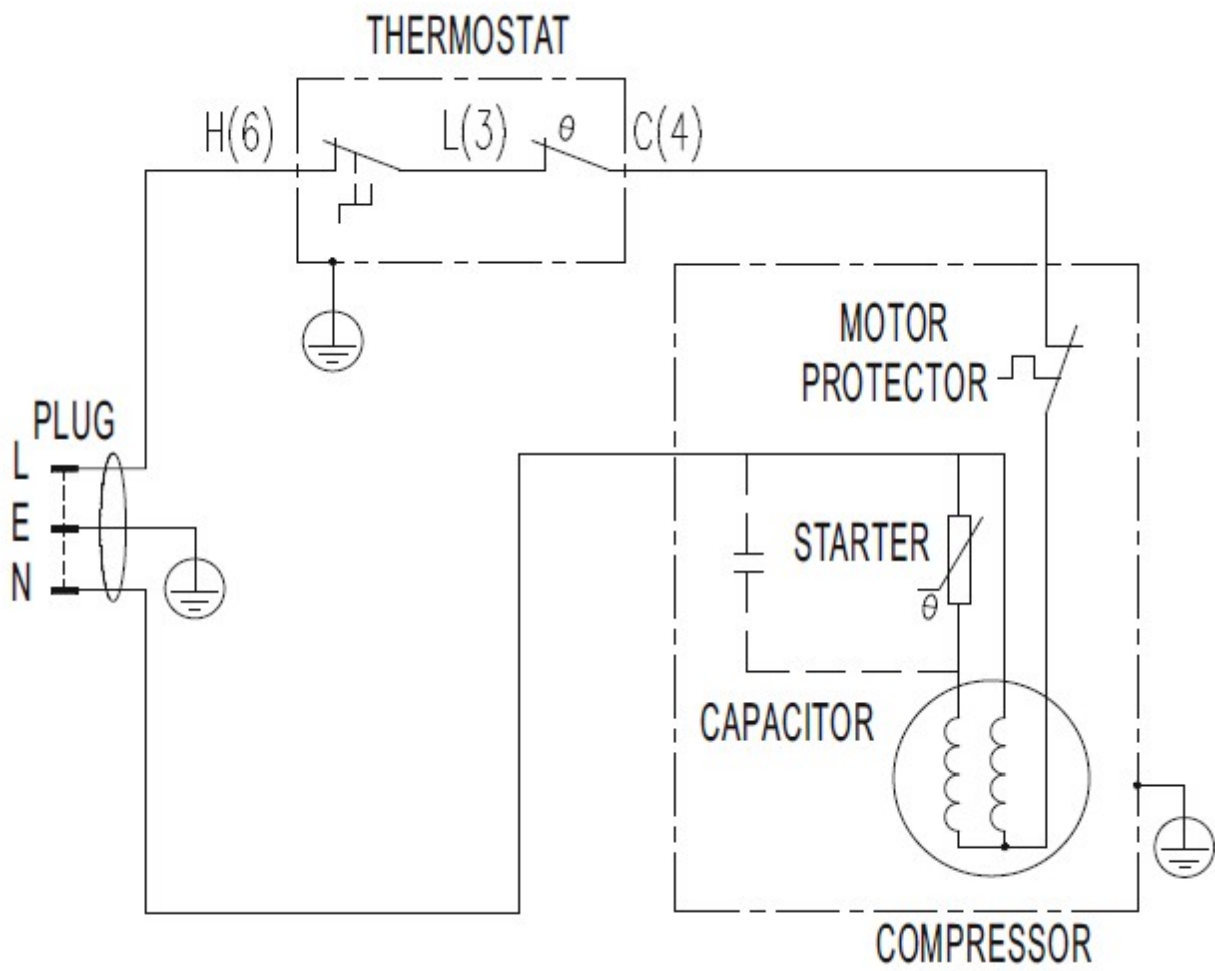 THERMOSTAT
H(6)
L(3)
θ
C(4)
MOTOR
PROTECTOR
PLUG
L
E
N
STARTER
θ
CAPACITOR
COMPRESSOR